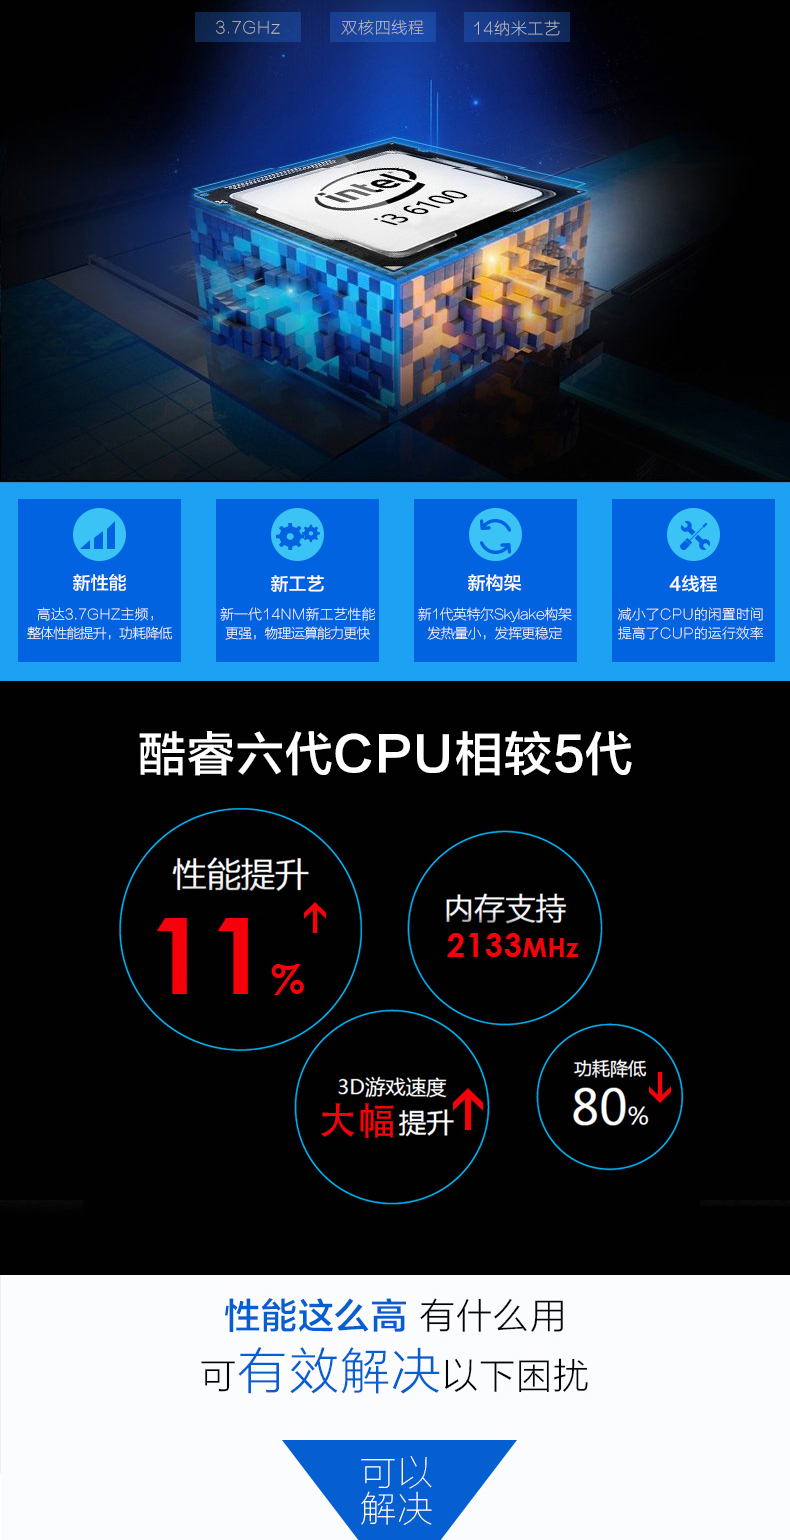 3.7GHz
双核四线程
14纳米工艺
intel
i3 6100
新性能
高达3.7GHZ主频，
整体性能提升，功耗降低
新工艺
新一代14NM新工艺性能
更强，物理运算能力更快
新构架
新1代英特尔Skylake构架
发热量小，发挥更稳定
4线程
减小了CPU的闲置时间
提高了CUP的运行效率
酷睿六代CPU相较5代
性能提升
11%
内存支持
2133MHz
3D游戏速度
大幅提升
功耗降低
80%
性能这么高 有什么用
可有效解决以下困扰
可以
解决